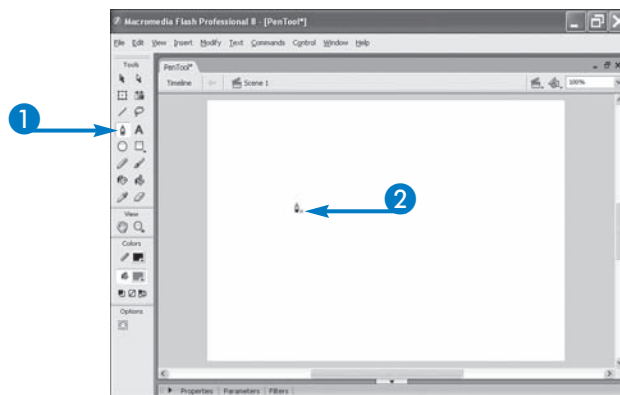 Macromedia Flash Professional 8 - [PenTool*]
File Edit View Insert Modify Text Commands Control Window Help
Tools
PenTool*
Timeline Scene 1 100%
1
A
2
View
Colors
Options
Properties Parameters Filters